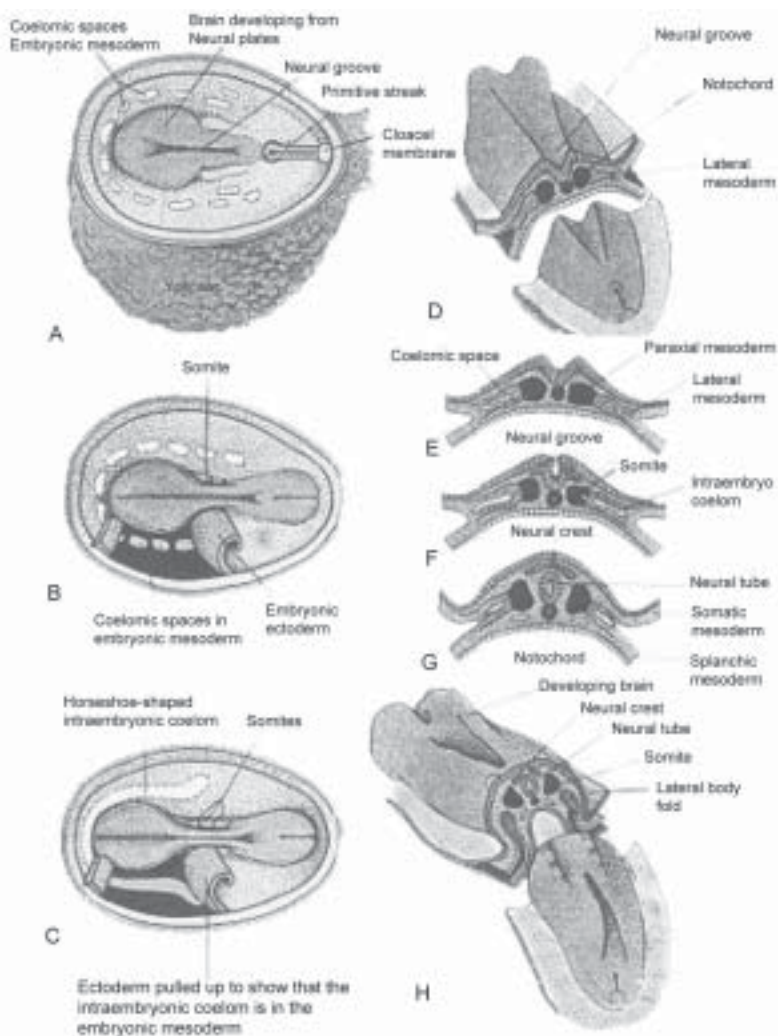 Coelomic spaces
Embryonic mesoderm
Brain developing from
Neural plates
Neural groove
Primitive streak
Cloacel
membrane
A
Somite
B
Coelomic spaces in
embryonic mesoderm
Embryonic
ectoderm
Horseshoe-shaped
intraembryonic coelom
Somites
C
Ectoderm pulled up to show that the
intraembryonic coelom is in the
embryonic mesoderm
Neural groove
Notochord
Lateral
mesoderm
D
Coelomic space
Paraxial mesoderm
Lateral
mesoderm
Neural groove
E
Somite
Intraembryo
coelom
Neural crest
F
Neural tube
Somatic
mesoderm
Notochord
G
Splanchic
mesoderm
Developing brain
Neural crest
Neural tube
Somite
Lateral body
fold
H